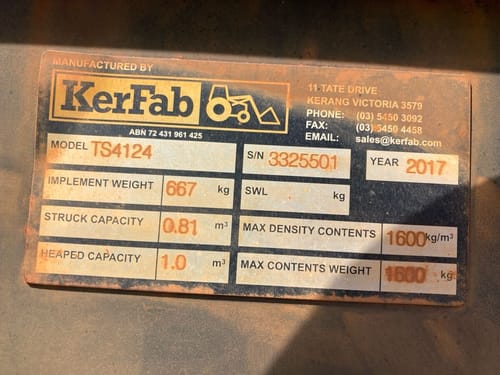 MANUFACTURED BY
KerFab
11 TATE DRIVE
KERANG VICTORIA 3579
PHONE: (03) 5450 3092
FAX: (03) 5450 4458
EMAIL: sales@kerfab.com
ABN 72 431 961 425
MODEL TS4124 S/N 3325501 YEAR 2017
IMPLEMENT WEIGHT 667 kg SWL kg
STRUCK CAPACITY 0.81 m³ MAX DENSITY CONTENTS 1600 kg/m³
HEAPED CAPACITY 1.0 m³ MAX CONTENTS WEIGHT 1600 kg